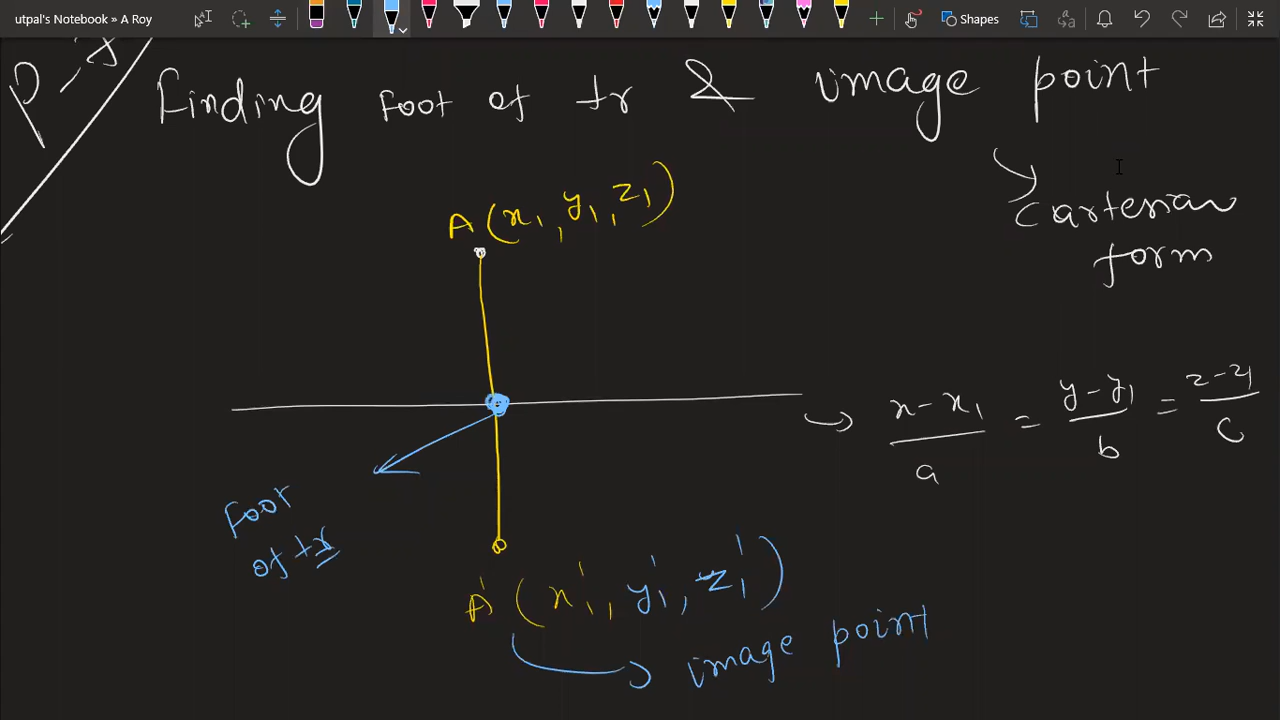 utpal's Notebook » A Roy
Shapes
P-I
Finding Foot of ⊥r & image point
Cartesian
form
A(x₁, y₁, z₁)
(x-x₁)/a = (y-y₁)/b = (z-z₁)/c
Foot
of ⊥r
A'(x₁', y₁', z₁')
image point